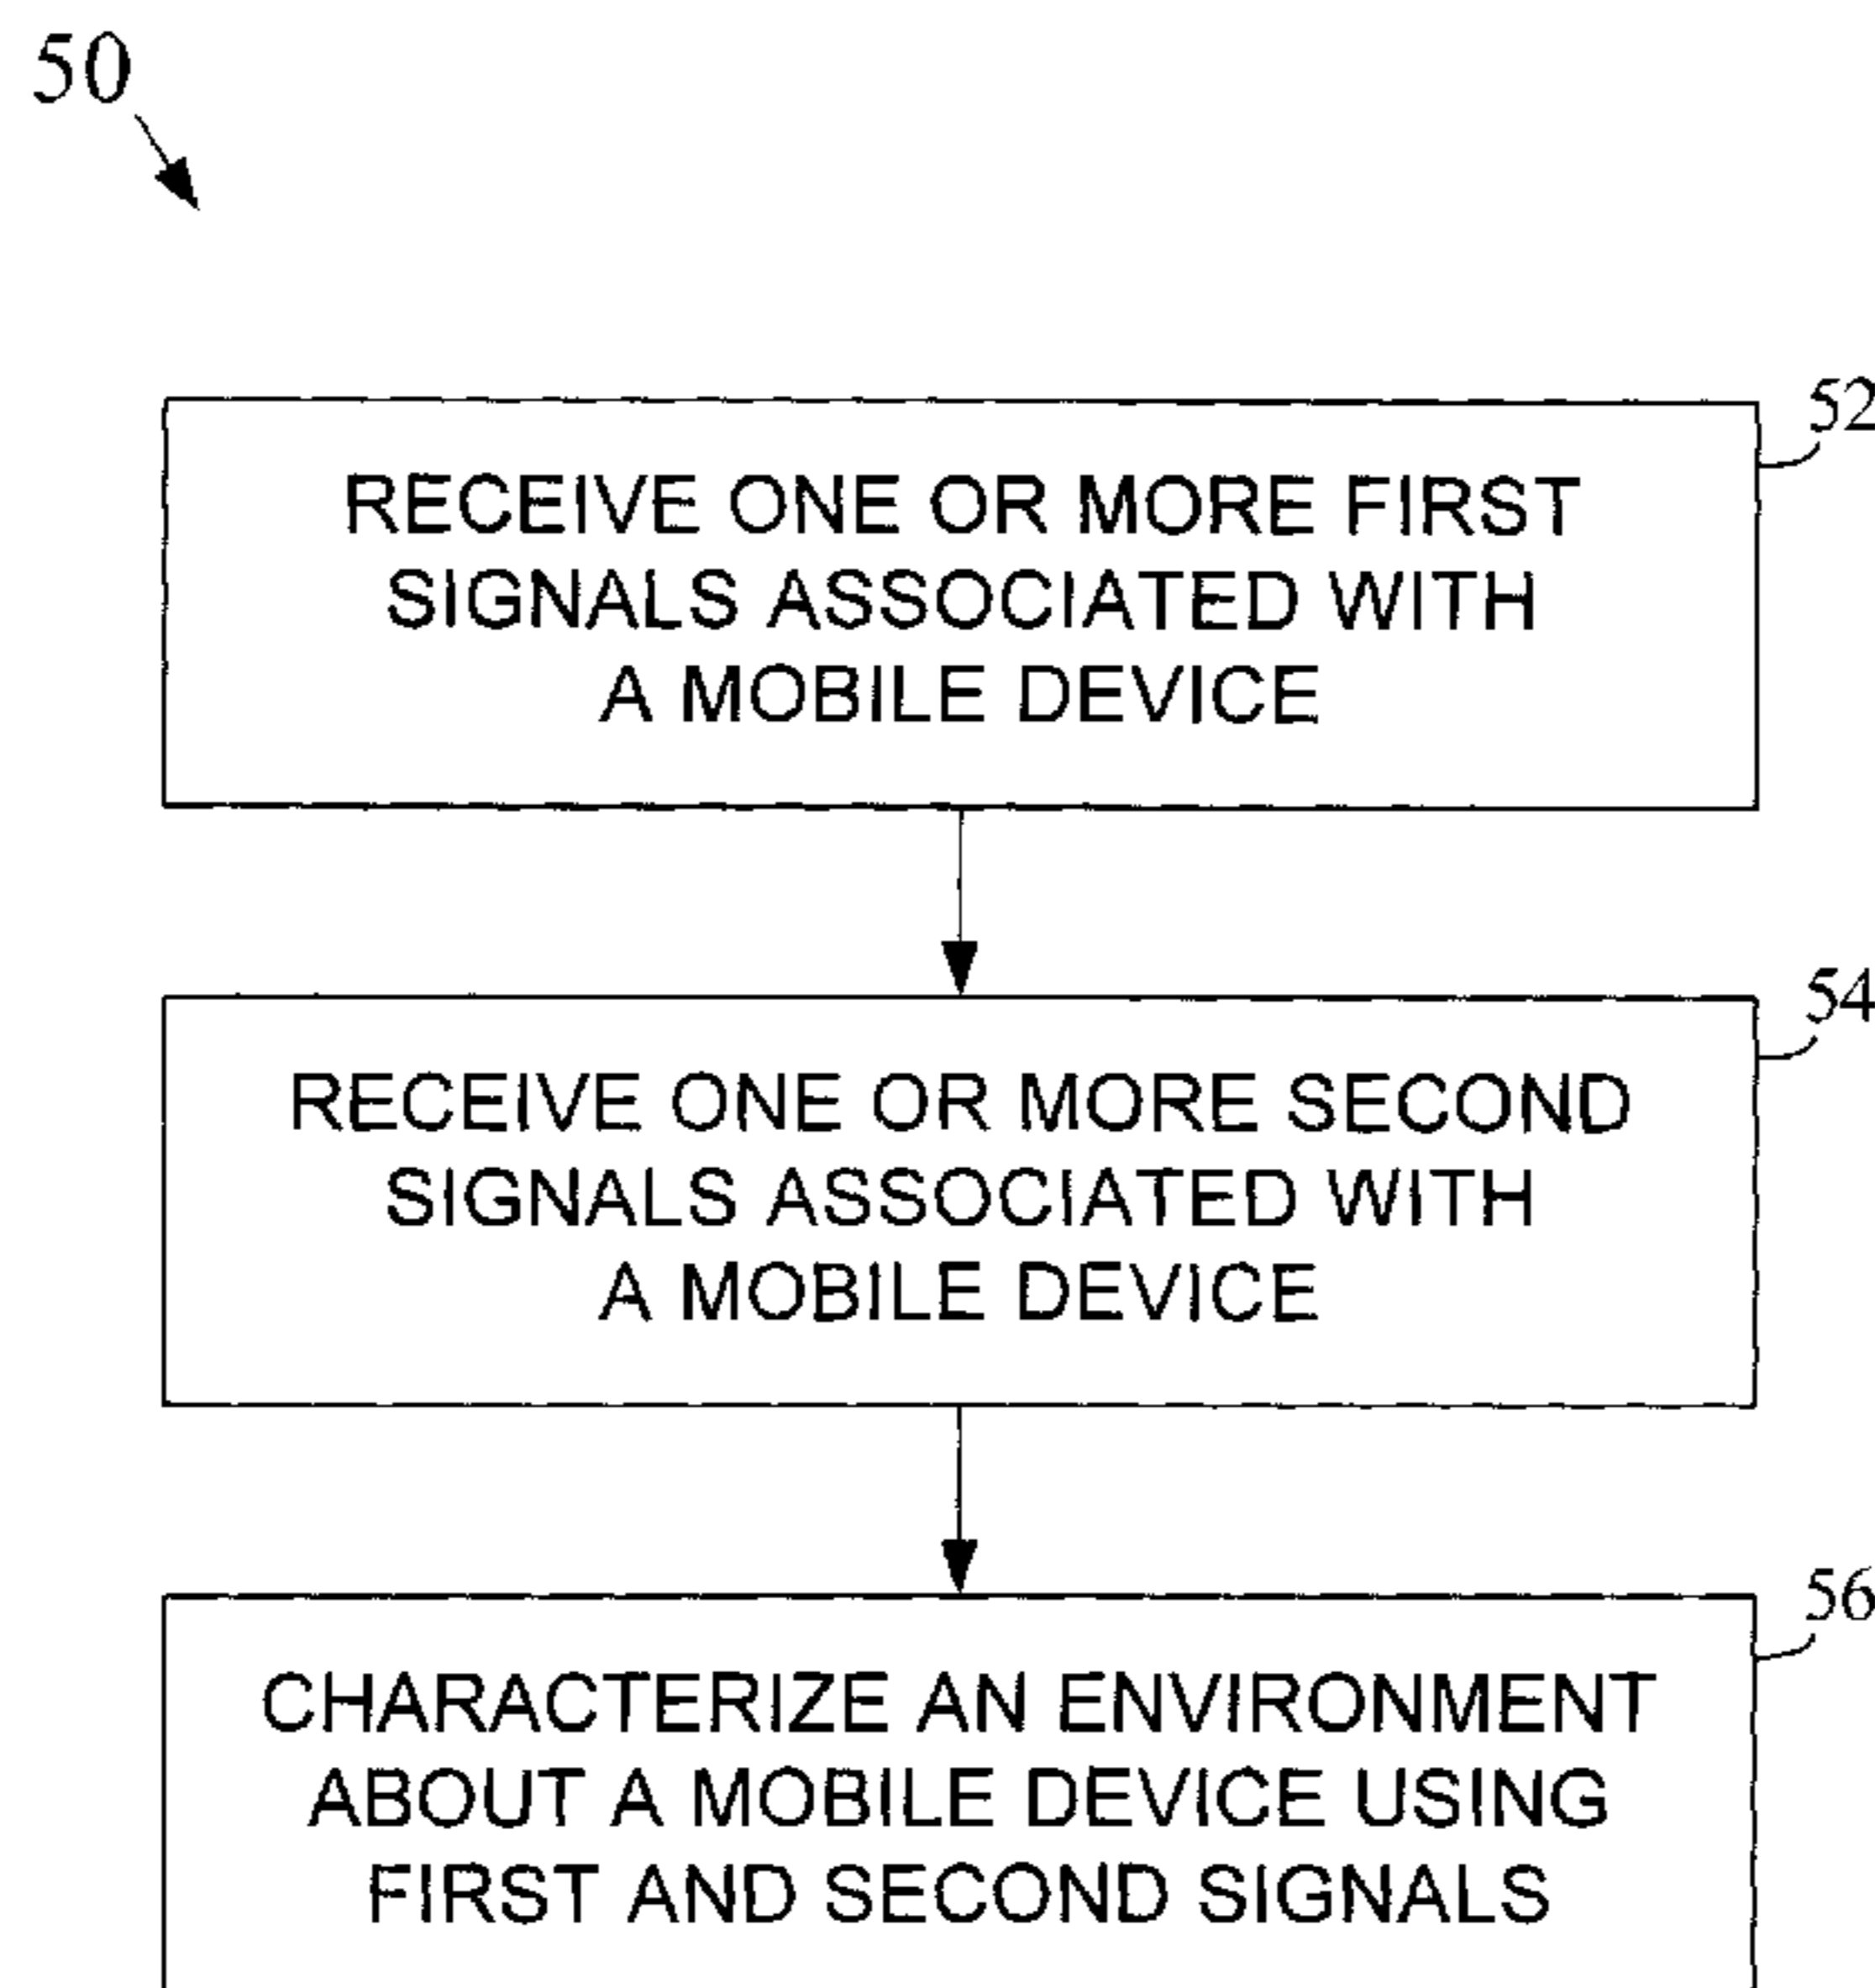 50
52
RECEIVE ONE OR MORE FIRST
SIGNALS ASSOCIATED WITH
A MOBILE DEVICE
54
RECEIVE ONE OR MORE SECOND
SIGNALS ASSOCIATED WITH
A MOBILE DEVICE
56
CHARACTERIZE AN ENVIRONMENT
ABOUT A MOBILE DEVICE USING
FIRST AND SECOND SIGNALS